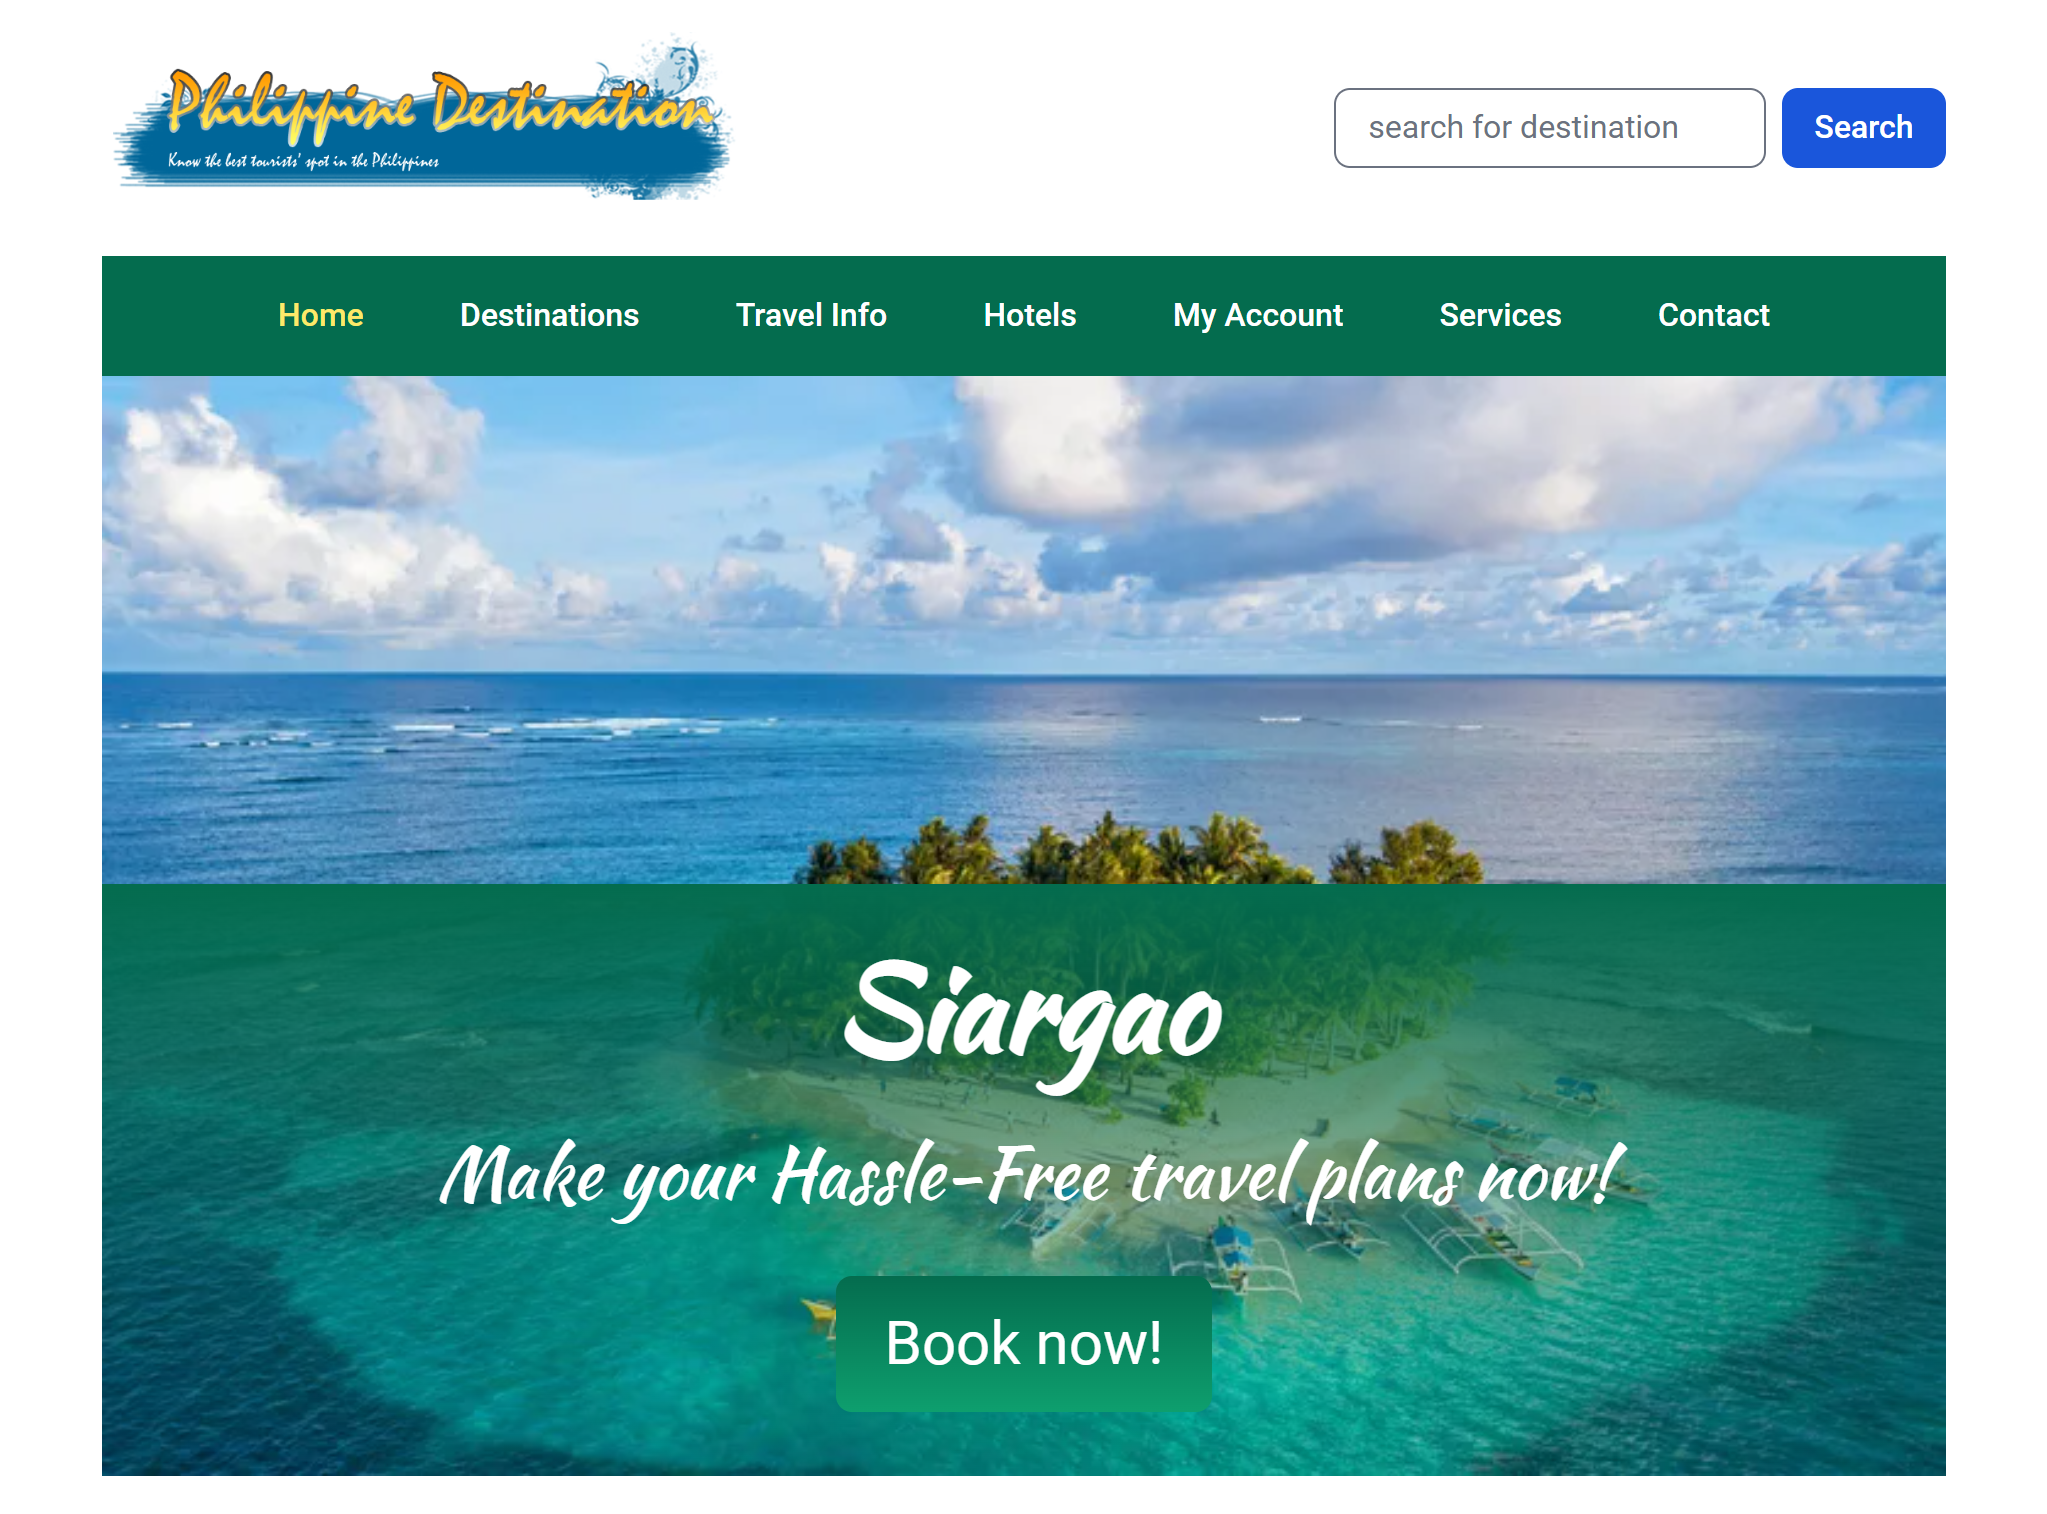 Philippine Destination
Know the best tourists' spot in the Philippines
search for destination
Search
Home
Destinations
Travel Info
Hotels
My Account
Services
Contact
Siargao
Make your Hassle-Free travel plans now!
Book now!